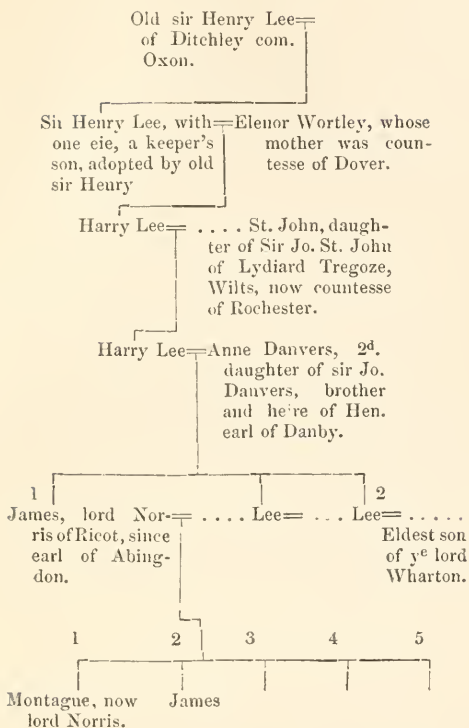 Old sir Henry Lee=
of Ditchley com.
Oxon.
Sir Henry Lee, with=Elenor Wortley, whose
one eie, a keeper's mother was coun-
son, adopted by old tesse of Dover.
sir Henry
Harry Lee= .... St. John, daugh-
ter of Sir Jo. St. John
of Lydiard Tregoze,
Wilts, now countesse
of Rochester.
Harry Lee=Anne Danvers, 2d.
daughter of sir Jo.
Danvers, brother
and heire of Hen.
earl of Danby.
1 2
James, lord Nor-= .... Lee= ... Lee= .....
ris of Ricot, since Eldest son
earl of Abing- of ye lord
don. Wharton.
1 2 3 4 5
Montague, now James
lord Norris.